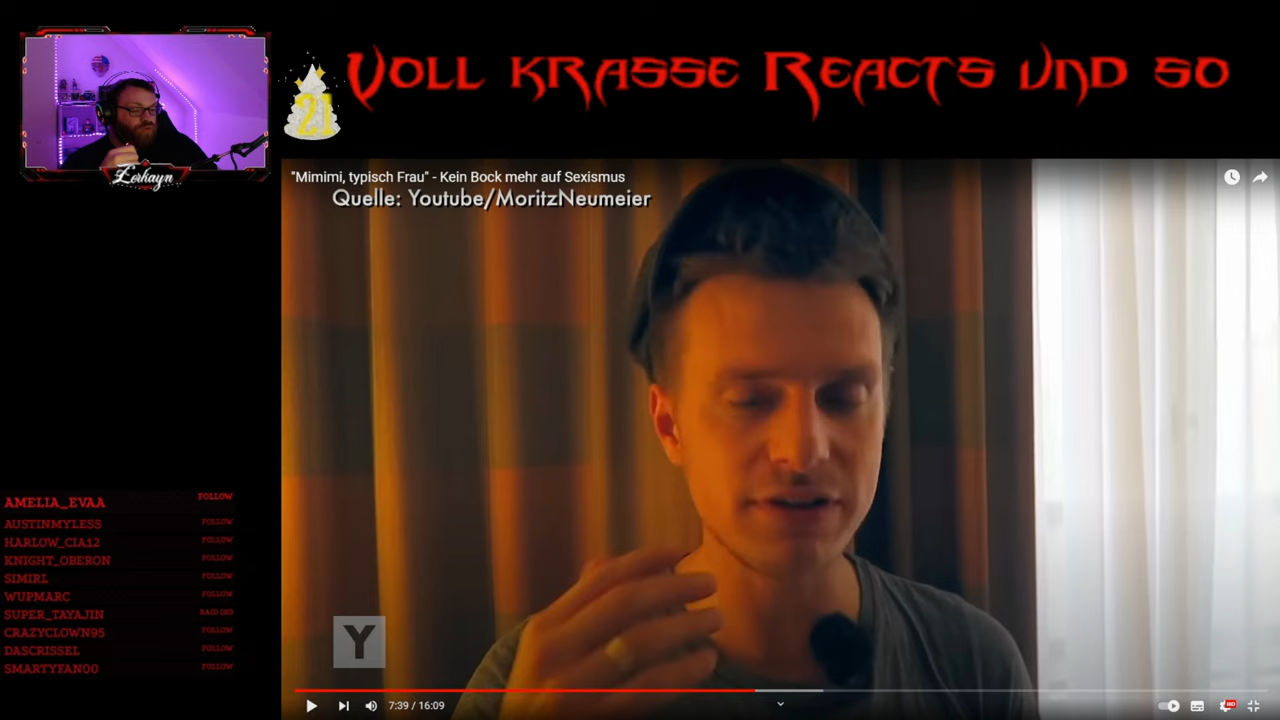 VOLL KRASSE REACTS UND SO
21
Lorkayn
"Mimimi, typisch Frau" - Kein Bock mehr auf Sexismus
Quelle: Youtube/MoritzNeumeier
AMELIA_EVAA FOLLOW
AUSTINMYLESS FOLLOW
HARLOW_CIA12 FOLLOW
KNIGHT_OBERON FOLLOW
SIMIRL FOLLOW
WUPMARC FOLLOW
SUPER_TAYAJIN RAID
CRAZYCLOWN95 FOLLOW
DASCRISSEL FOLLOW
SMARTYFAN00 FOLLOW
Y
7:39 / 16:09
HD